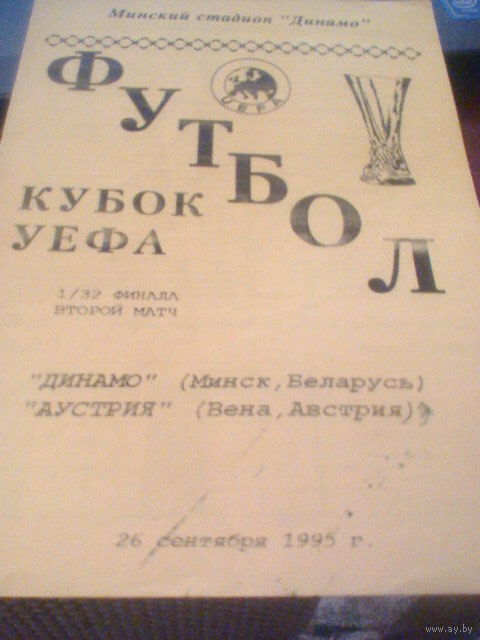 Минский стадион "Динамо"
ФУТБОЛ
UEFA
КУБОК
УЕФА
1/32 ФИНАЛА
ВТОРОЙ МАТЧ
"ДИНАМО" (Минск,Беларусь)
"АУСТРИЯ" (Вена,Австрия)
26 сентября 1995 г.
www.ay.by